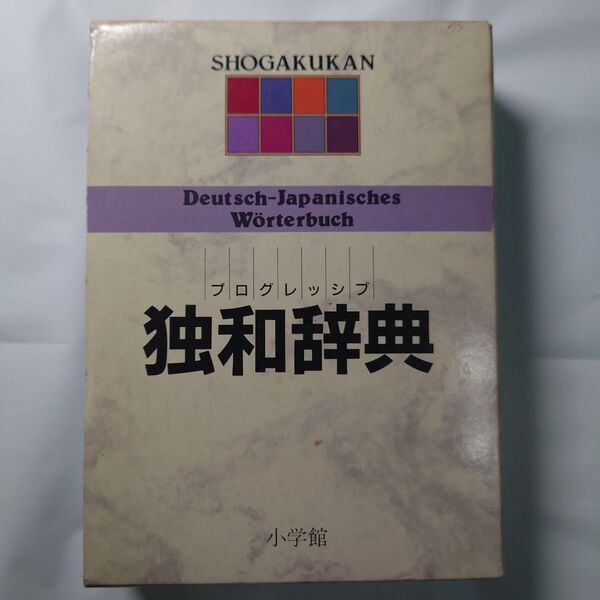 SHOGAKUKAN
Deutsch-Japanisches
Wörterbuch
プログレッシブ
独和辞典
小学館